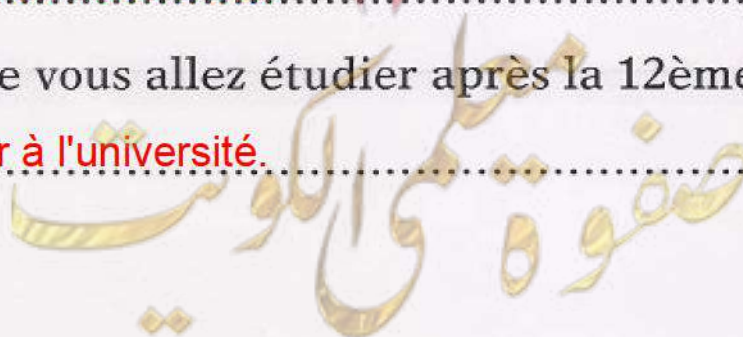 e vous allez étudier après la 12ème
r à l'université.
صفوة معلمي الكويت